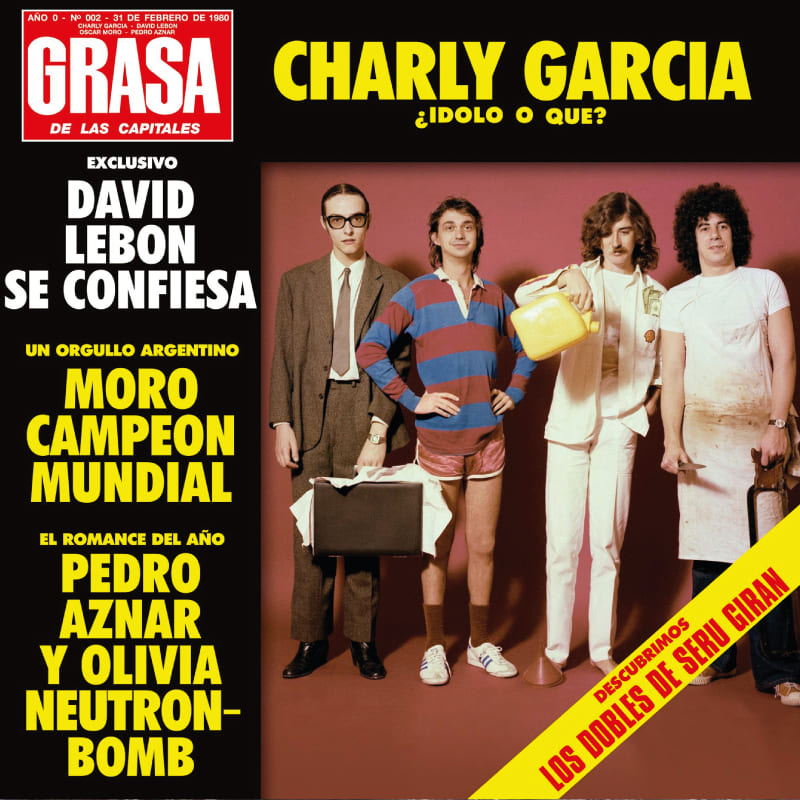 AÑO 0 - Nº 002 - 31 DE FEBRERO DE 1980
CHARLY GARCIA - DAVID LEBON
OSCAR MORO - PEDRO AZNAR
GRASA
DE LAS CAPITALES
CHARLY GARCIA
¿IDOLO O QUE?
EXCLUSIVO
DAVID
LEBON
SE CONFIESA
UN ORGULLO ARGENTINO
MORO
CAMPEON
MUNDIAL
EL ROMANCE DEL AÑO
PEDRO
AZNAR
Y OLIVIA
NEUTRON-
BOMB
DESCUBRIMOS
LOS DOBLES DE SERU GIRAN